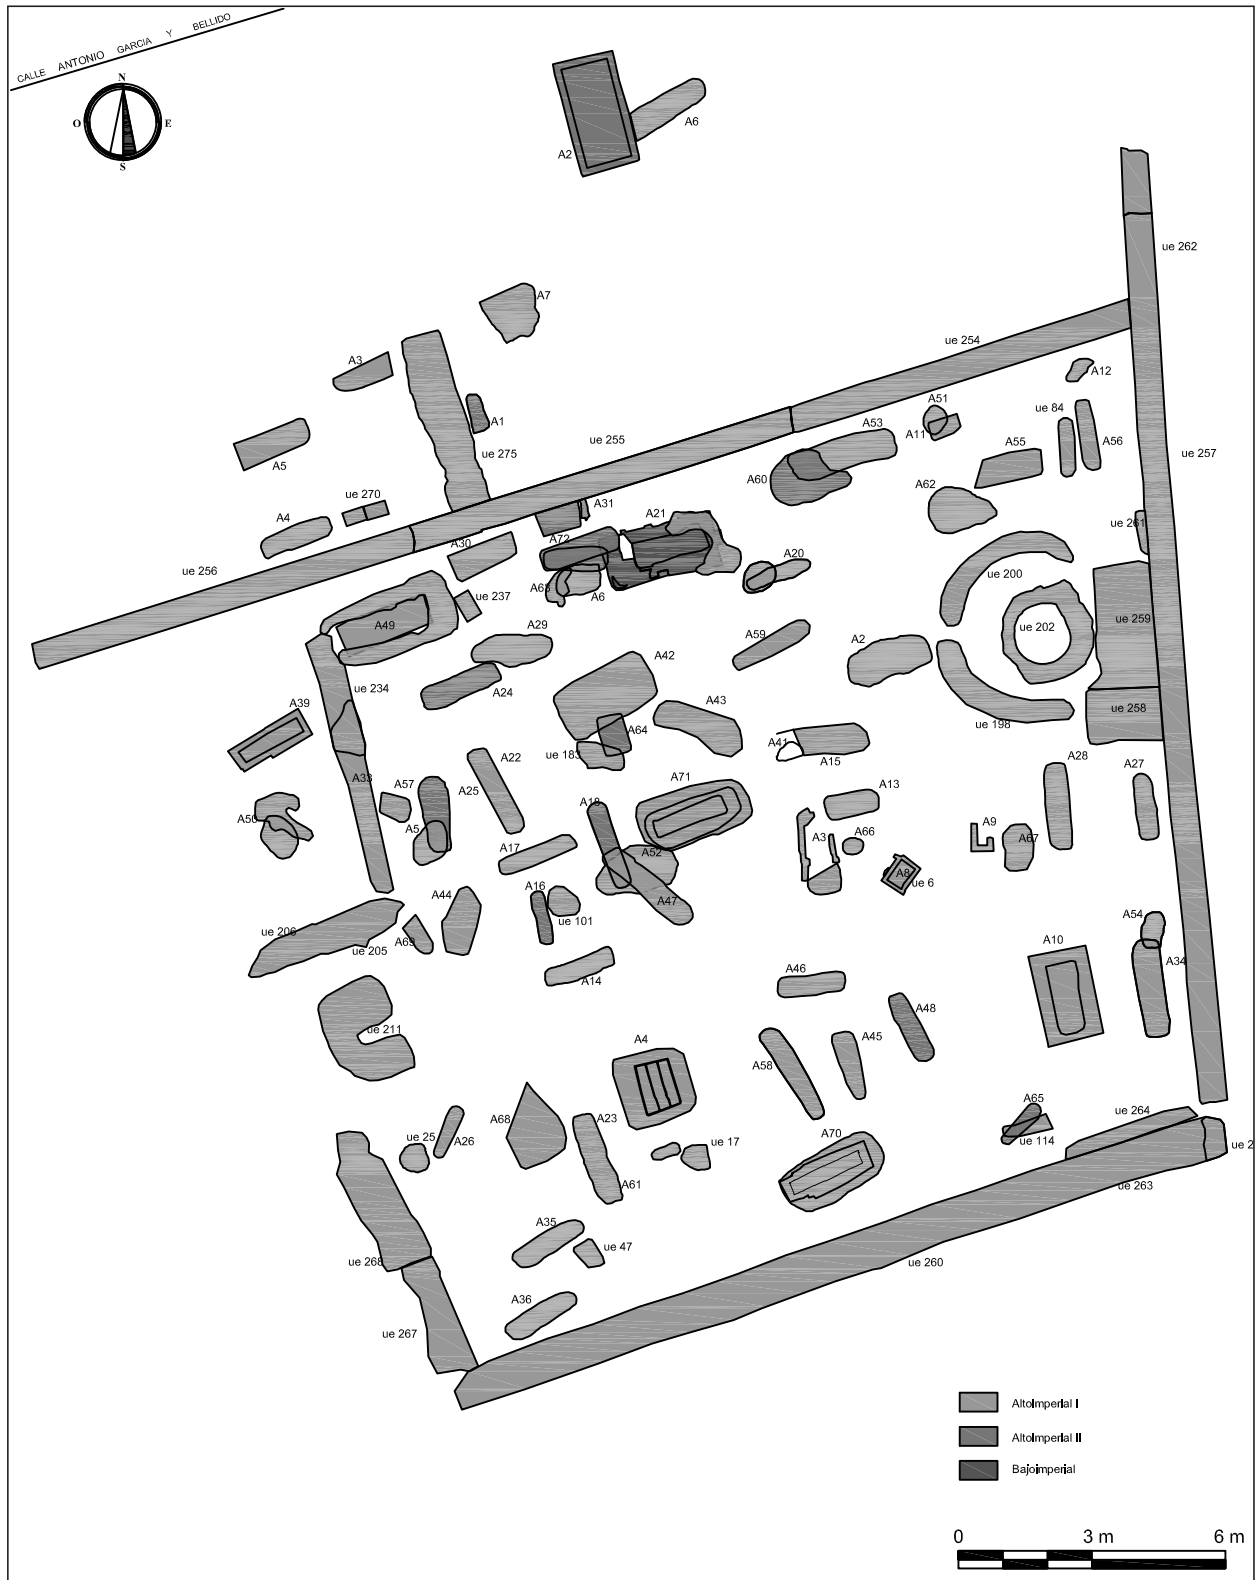 CALLE ANTONIO GARCIA Y BELLIDO
N
O E
S
A2
A6
ue 262
A7
ue 254
A3
A12
A1
A51
ue 84
A11
A53
A56
A5
ue 255
ue 275
A55
ue 257
A60
A62
ue 270
A31
A21
ue 261
A4
A72
A30
A20
ue 256
ue 200
A63
A6
ue 237
A49
ue 202
ue 259
A29
A59
A2
A42
ue 234
A24
A43
A39
A64
ue 198
ue 258
A41
ue 183
A22
A15
A28
A27
A33
A57
A25
A71
A13
A50
A5
A18
A3
A66
A9
A67
A17
A52
A8
ue 6
A44
A16
A47
ue 101
A54
ue 206
A69
ue 205
A10
A34
A14
A46
A48
ue 211
A4
A58
A45
A65
A68
A23
ue 264
ue 25
A26
A70
ue 114
ue 17
ue 2
A61
ue 263
A35
ue 47
ue 268
ue 260
A36
ue 267
AltoImperial I
AltoImperial II
Bajoimperial
0 3 m 6 m